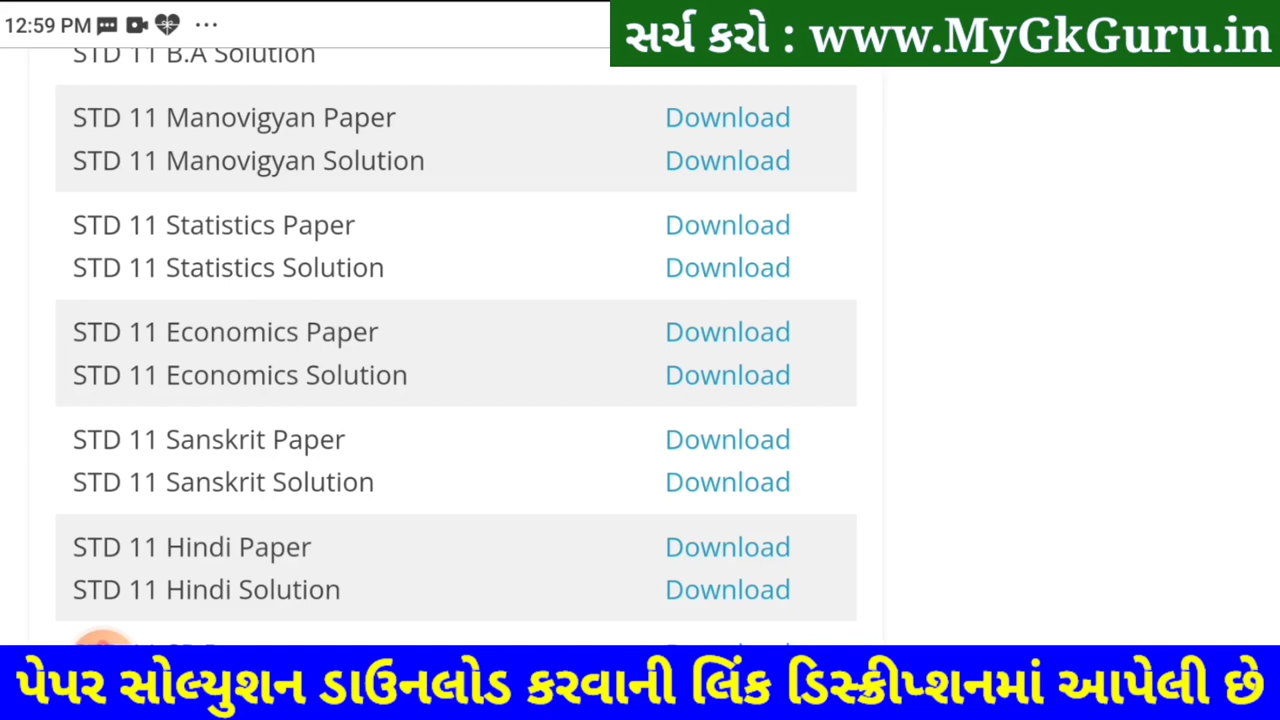 12:59 PM
સર્ચ કરો : www.MyGkGuru.in
STD 11 B.A Solution
STD 11 Manovigyan Paper Download
STD 11 Manovigyan Solution Download
STD 11 Statistics Paper Download
STD 11 Statistics Solution Download
STD 11 Economics Paper Download
STD 11 Economics Solution Download
STD 11 Sanskrit Paper Download
STD 11 Sanskrit Solution Download
STD 11 Hindi Paper Download
STD 11 Hindi Solution Download
પેપર સોલ્યુશન ડાઉનલોડ કરવાની લિંક ડિસ્ક્રીપ્શનમાં આપેલી છે